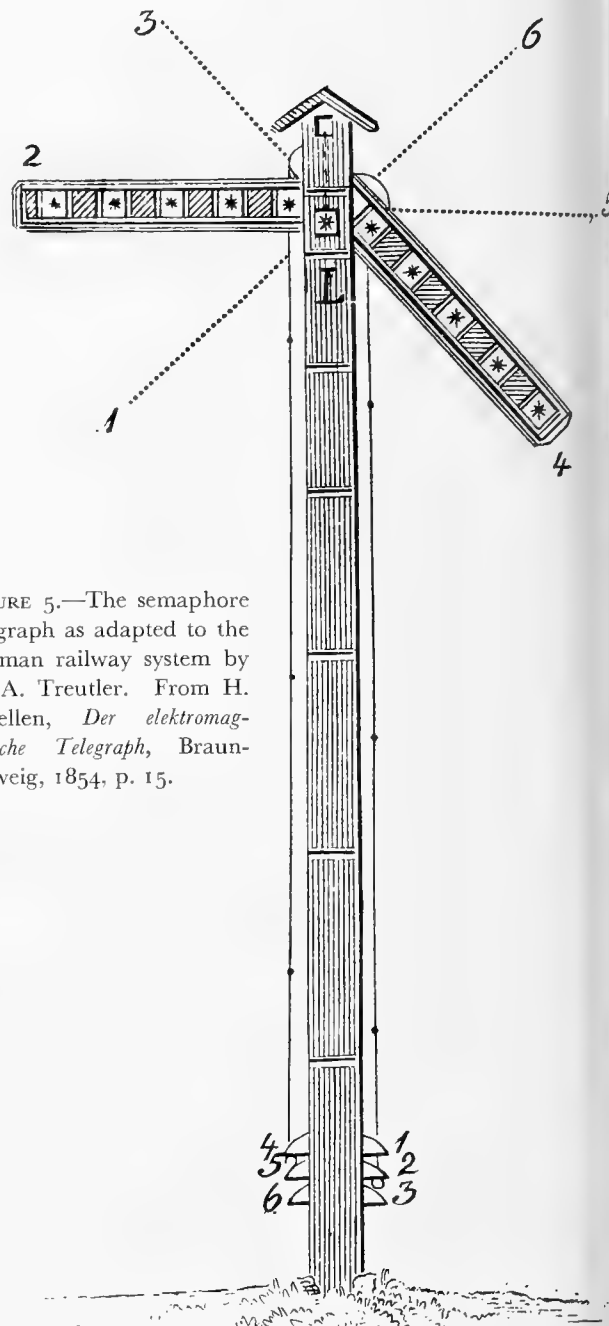 3
6
2
5
L
1
4
URE 5.—The semaphore
graph as adapted to the
man railway system by
A. Treutler. From H.
ellen, Der elektromag-
che Telegraph, Braun-
veig, 1854, p. 15.
4 1
5 2
6 3